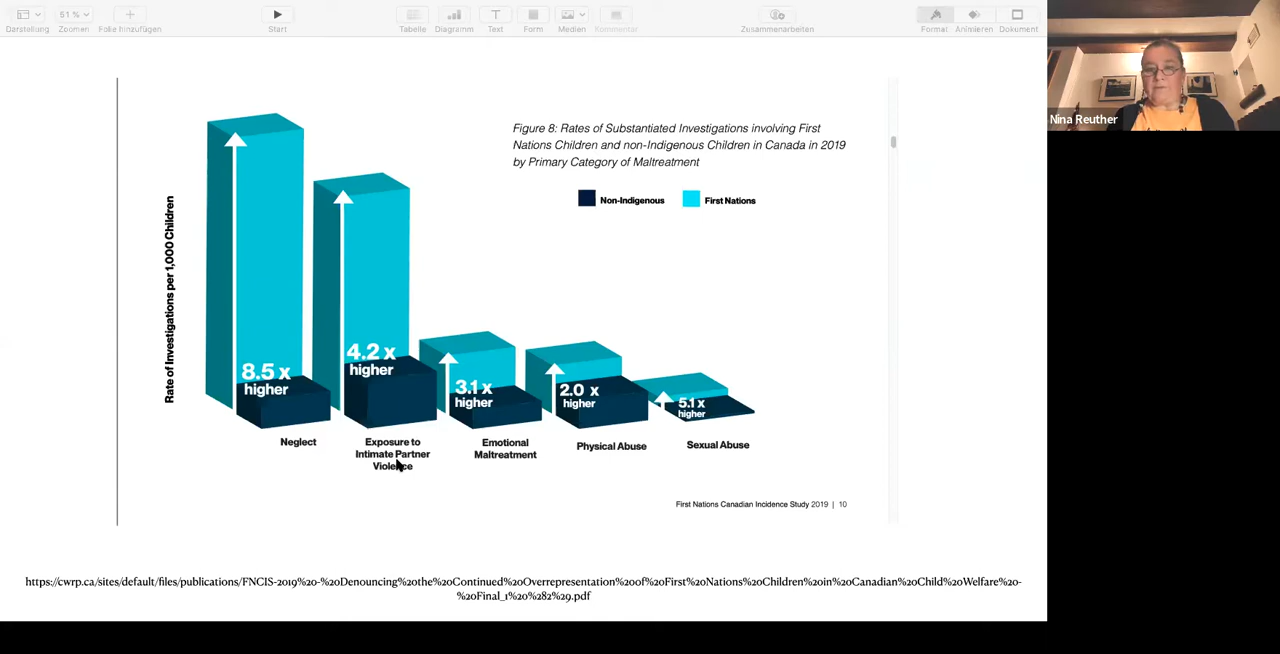 51 %
Darstellung
Zoomen
Folie hinzufügen
Start
Tabelle
Diagramm
Text
Form
Medien
Kommentar
Zusammenarbeiten
Format
Animieren
Dokument
Nina Reuther
Figure 8: Rates of Substantiated Investigations involving First
Nations Children and non-Indigenous Children in Canada in 2019
by Primary Category of Maltreatment
Non-Indigenous
First Nations
Rate of Investigations per 1,000 Children
8.5 x
higher
4.2 x
higher
3.1 x
higher
2.0 x
higher
5.1 x
higher
Neglect
Exposure to
Intimate Partner
Violence
Emotional
Maltreatment
Physical Abuse
Sexual Abuse
First Nations Canadian Incidence Study 2019 | 10
https://cwrp.ca/sites/default/files/publications/FNCIS-2019%20-%20Denouncing%20the%20Continued%20Overrepresentation%20of%20First%20Nations%20Children%20in%20Canadian%20Child%20Welfare%20-
%20Final_1%20%282%29.pdf